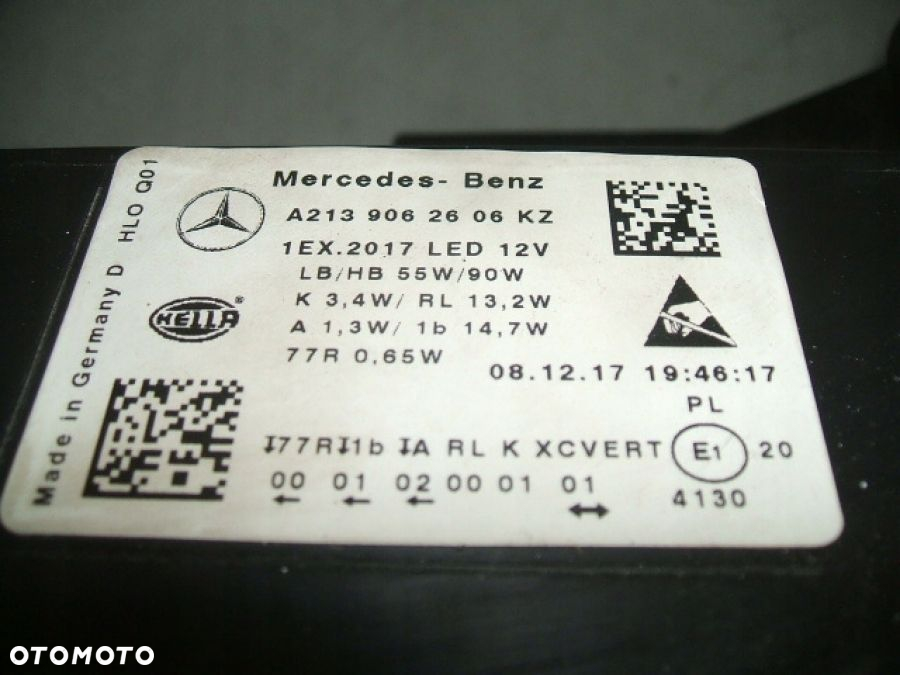 Mercedes- Benz
A213 906 26 06 KZ
1EX.2017 LED 12V
LB/HB 55W/90W
K 3,4W/ RL 13,2W
A 1,3W/ 1b 14,7W
77R 0,65W
08.12.17 19:46:17
PL
77R 1b A RL K XCVERT E1 20
00 01 02 00 01 01 4130
HELLA ®
Made in Germany D HLO Q01
OTOMOTO